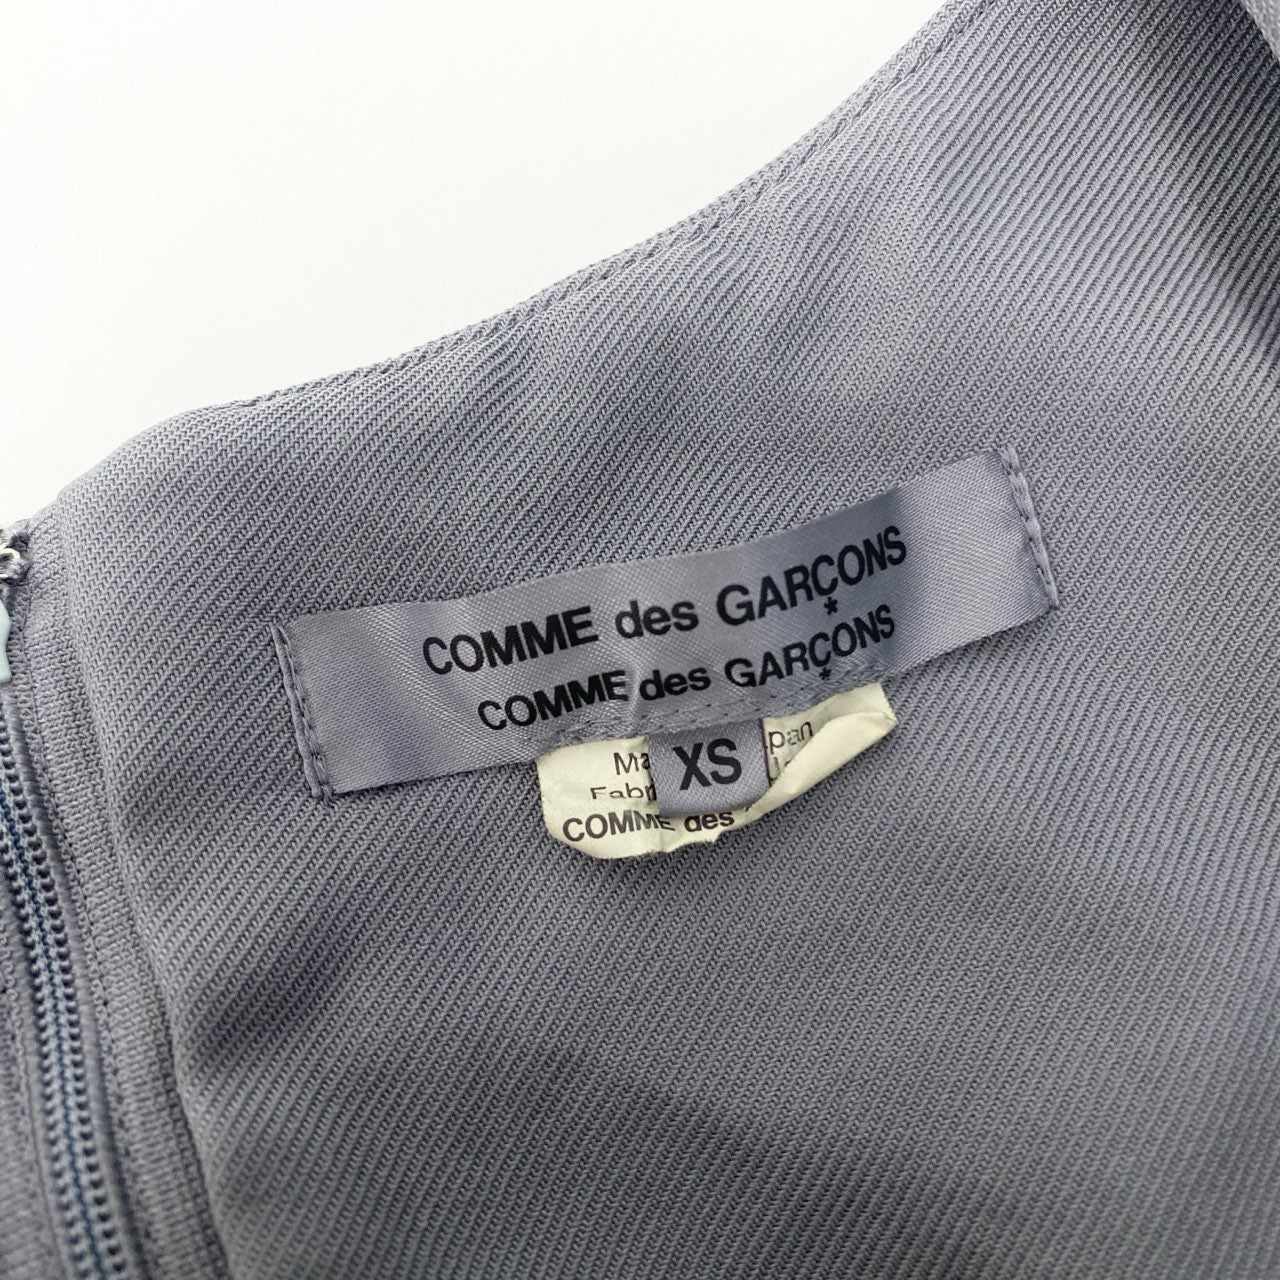 COMME des GARÇONS
*
COMME des GARÇONS
*
XS
COMME des